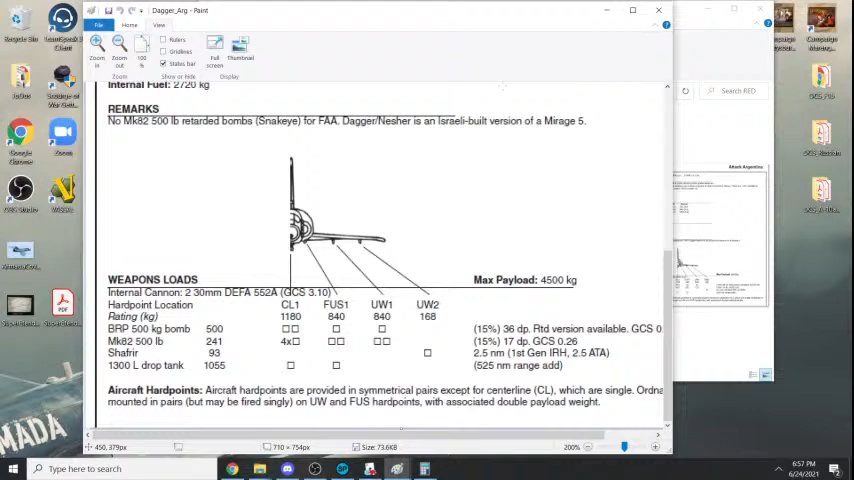 Dagger_Arg - Paint
File Home View
Rulers
Gridlines
Status bar
Zoom in
Zoom out
100 %
Full screen
Thumbnail
Zoom
Show or hide
Display
Internal Fuel: 2720 kg
REMARKS
No Mk82 500 lb retarded bombs (Snakeye) for FAA. Dagger/Nesher is an Israeli-built version of a Mirage 5.
WEAPONS LOADS
Max Payload: 4500 kg
Internal Cannon: 2 30mm DEFA 552A (GCS 3.10)
Hardpoint Location CL1 FUS1 UW1 UW2
Rating (kg) 1180 840 840 168
BRP 500 kg bomb 500 □□ □ □ (15%) 36 dp. Rtd version available. GCS 0.
Mk82 500 lb 241 4x□ □□ □□ (15%) 17 dp. GCS 0.26
Shafrir 93 □ 2.5 nm (1st Gen IRH, 2.5 ATA)
1300 L drop tank 1055 □ □ (525 nm range add)
Aircraft Hardpoints: Aircraft hardpoints are provided in symmetrical pairs except for centerline (CL), which are single. Ordna
mounted in pairs (but may be fired singly) on UW and FUS hardpoints, with associated double payload weight.
450, 379px
710 × 754px
Size: 73.6KB
200%
Search RED
Attack Argentina
Recycle Bin
Google Chrome
Zoom
OBS Studio
MADA
Type here to search
6:57 PM
6/24/2021